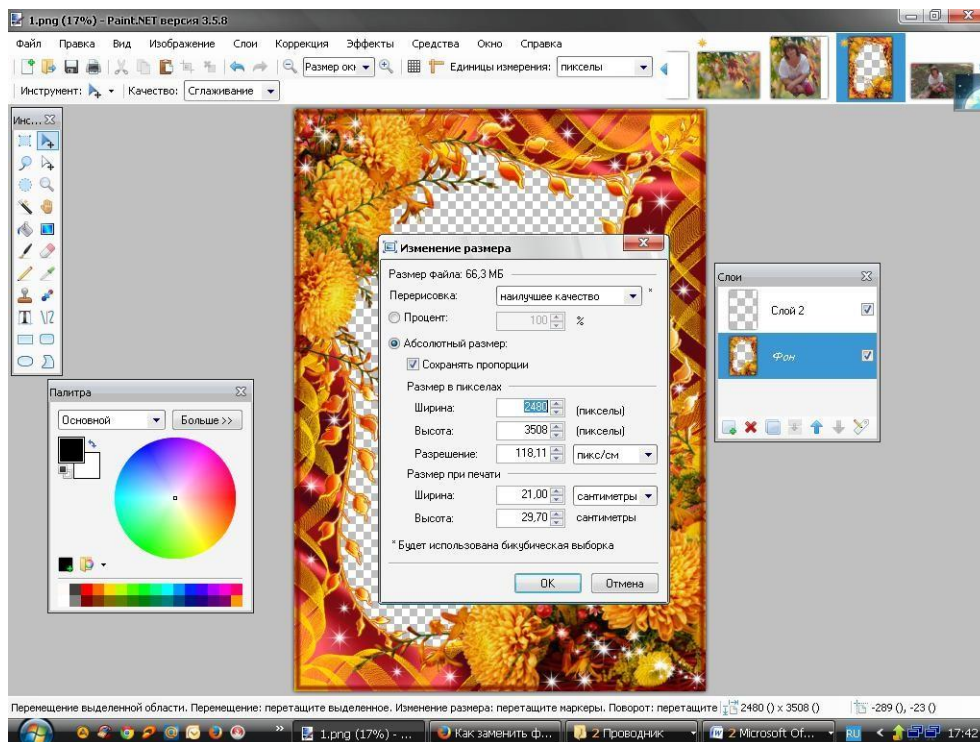 1.png (17%) - Paint.NET версия 3.5.8
Файл Правка Вид Изображение Слои Коррекция Эффекты Средства Окно Справка
Размер окн Единицы измерения: пикселы
Инструмент: Качество: Сглаживание
Инс...
Изменение размера
Размер файла: 66,3 МБ
Перерисовка: наилучшее качество *
Процент: 100 %
Абсолютный размер:
Сохранять пропорции
Размер в пикселах
Ширина: 2480 (пикселы)
Высота: 3508 (пикселы)
Разрешение: 118,11 пикс/см
Размер при печати
Ширина: 21,00 сантиметры
Высота: 29,70 сантиметры
* Будет использована бикубическая выборка
OK Отмена
Слои
Слой 2
Фон
Палитра
Основной Больше >>
Перемещение выделенной области. Перемещение: перетащите выделенное. Изменение размера: перетащите маркеры. Поворот: перетащите 2480 () x 3508 () -289 (), -23 ()
1.png (17%) - ... Как заменить ф... 2 Проводник 2 Microsoft Of... RU 17:42